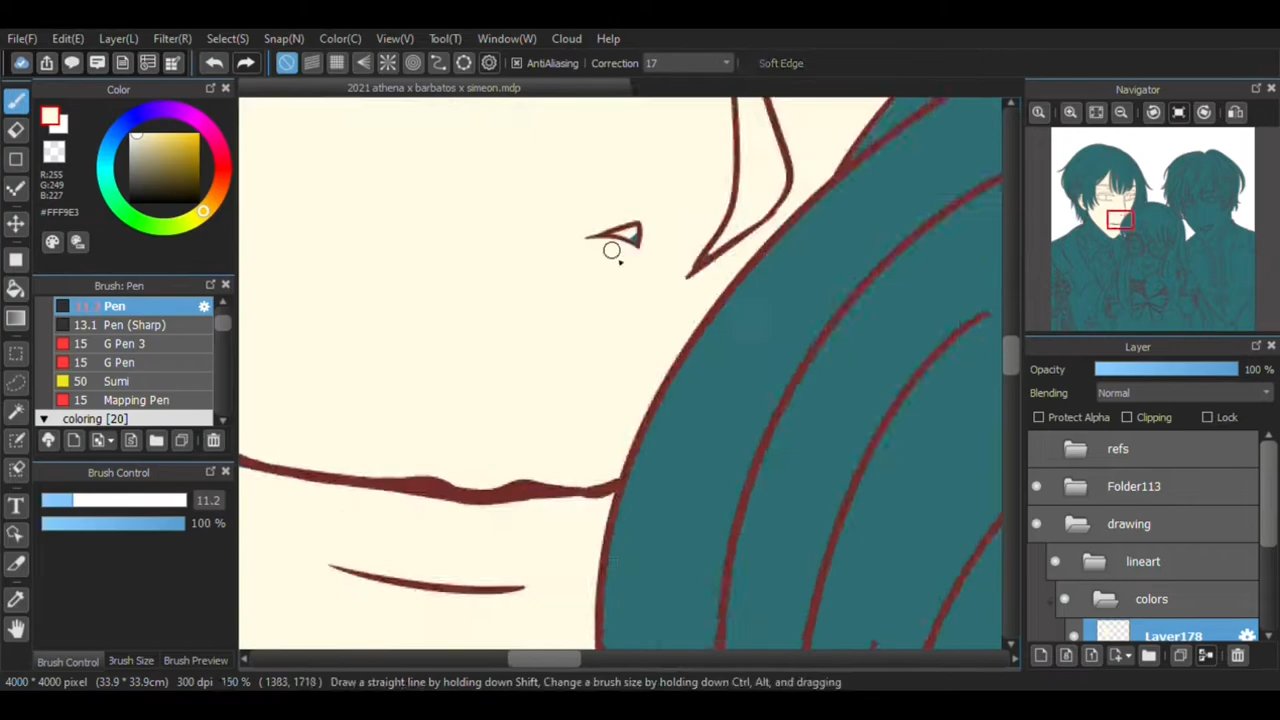 File(F) Edit(E) Layer(L) Filter(R) Select(S) Snap(N) Color(C) View(V) Tool(T) Window(W) Cloud Help
AntiAliasing Correction 17 Soft Edge
Color
2021 athena x barbatos x simeon.mdp
Navigator
R:255
G:249
B:227
#FFF9E3
Brush: Pen
11.2 Pen
13.1 Pen (Sharp)
15 G Pen 3
15 G Pen
50 Sumi
15 Mapping Pen
coloring [20]
Brush Control
11.2
100 %
Brush Control Brush Size Brush Preview
Layer
Opacity 100 %
Blending Normal
Protect Alpha Clipping Lock
refs
Folder113
drawing
lineart
colors
Layer178
4000 * 4000 pixel (33.9 * 33.9cm) 300 dpi 150 % ( 1383, 1718 ) Draw a straight line by holding down Shift, Change a brush size by holding down Ctrl, Alt, and dragging